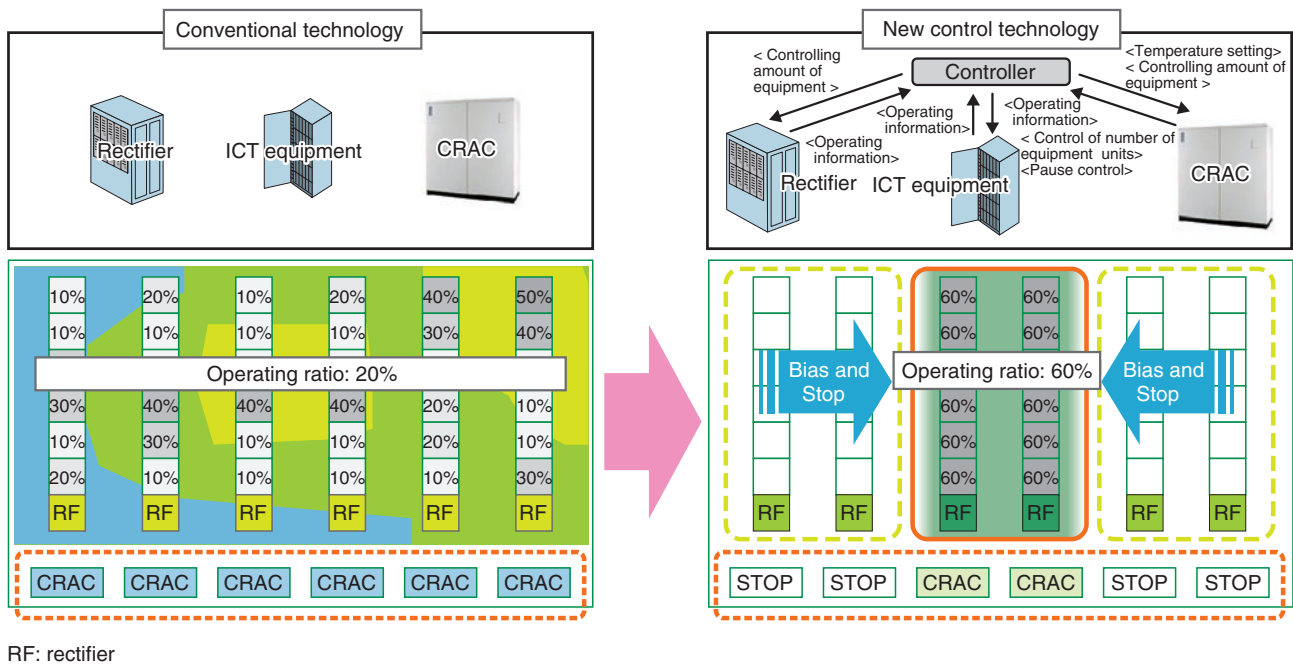 Conventional technology
Rectifier
ICT equipment
CRAC
10% 20% 10% 20% 40% 50%
10% 10% 10% 10% 30% 40%
Operating ratio: 20%
30% 40% 40% 40% 20% 10%
10% 30% 10% 10% 20% 10%
20% 10% 10% 10% 10% 30%
RF RF RF RF RF RF
CRAC CRAC CRAC CRAC CRAC CRAC
New control technology
< Controlling
amount of
equipment >
Controller
<Temperature setting>
< Controlling amount of
equipment >
<Operating
information>
<Operating
information>
<Operating
information>
< Control of number of
equipment units>
<Pause control>
Rectifier
ICT equipment
CRAC
60% 60%
60% 60%
Bias and
Stop
Operating ratio: 60%
Bias and
Stop
60% 60%
60% 60%
60% 60%
RF RF RF RF RF RF
STOP STOP CRAC CRAC STOP STOP
RF: rectifier